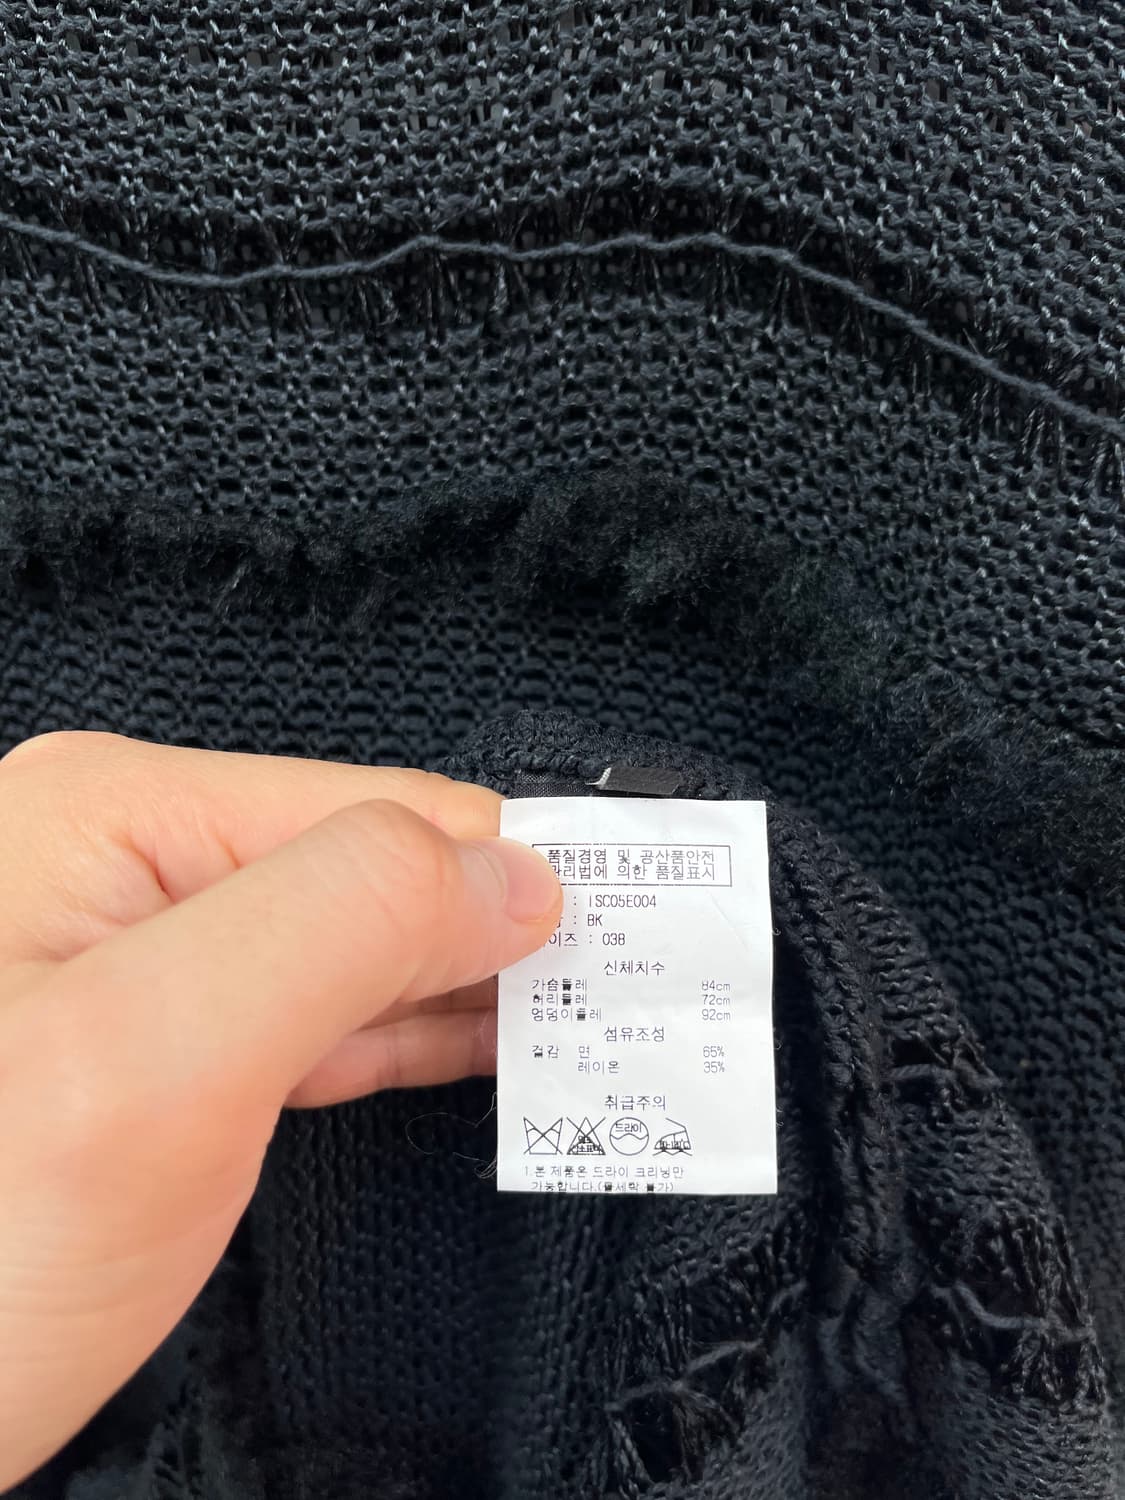 품질경영 및 공산품안전
관리법에 의한 품질표시
: TSC05E004
: BK
이즈 : 03B
신체치수
가슴둘레 84cm
허리둘레 72cm
엉덩이둘레 92cm
섬유조성
겉감 면 65%
레이온 35%
취급주의
드라이
1.본 제품은 드라이 크리닝만
가능합니다.(물세탁 불가)